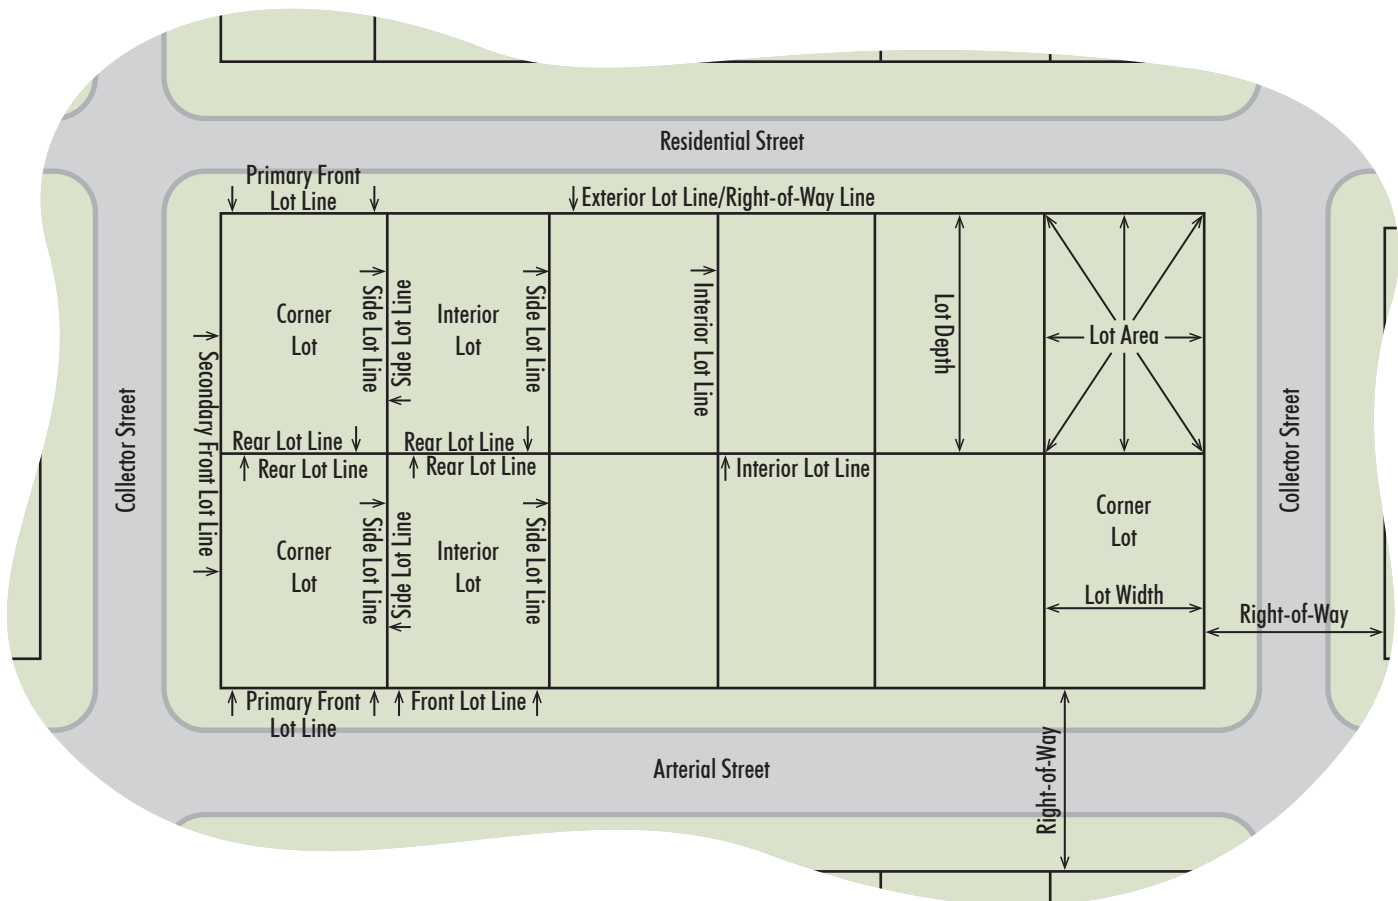 Residential Street
Primary Front
Lot Line
Exterior Lot Line/Right-of-Way Line
Corner
Lot
Side Lot Line
Side Lot Line
Interior
Lot
Side Lot Line
Interior Lot Line
Lot Depth
Lot Area
Secondary Front Lot Line
Collector Street
Collector Street
Rear Lot Line
Rear Lot Line
Rear Lot Line
Rear Lot Line
Interior Lot Line
Corner
Lot
Side Lot Line
Side Lot Line
Interior
Lot
Side Lot Line
Corner
Lot
Lot Width
Right-of-Way
Primary Front
Lot Line
Front Lot Line
Right-of-Way
Arterial Street